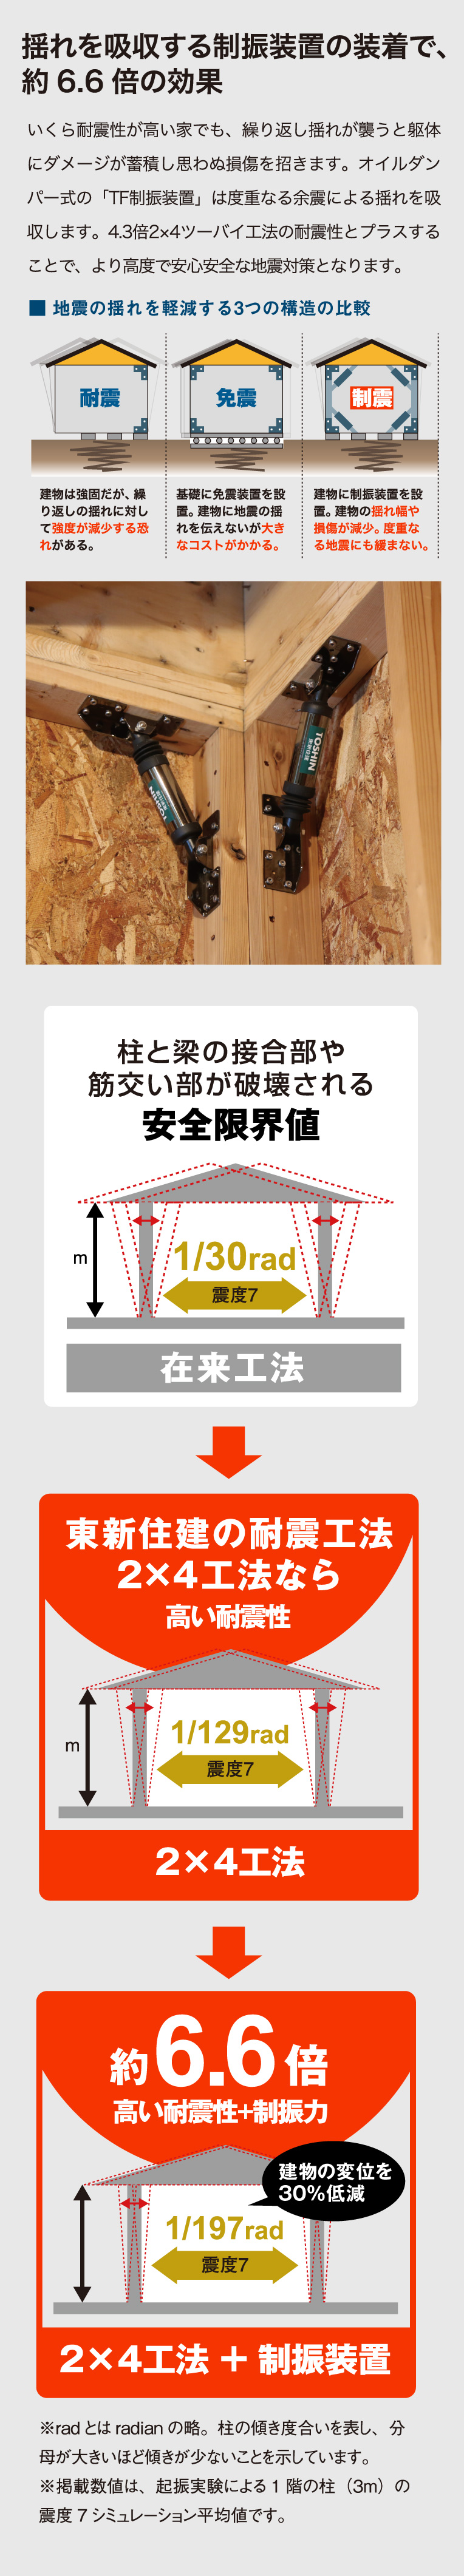 揺れを吸収する制振装置の装着で、
約6.6倍の効果
いくら耐震性が高い家でも、繰り返し揺れが襲うと躯体
にダメージが蓄積し思わぬ損傷を招きます。オイルダン
パー式の「TF制振装置」は度重なる余震による揺れを吸
収します。4.3倍2×4ツーバイ工法の耐震性とプラスする
ことで、より高度で安心安全な地震対策となります。
■ 地震の揺れを軽減する3つの構造の比較
耐震
建物は強固だが、繰
り返しの揺れに対し
て強度が減少する恐
れがある。
免震
基礎に免震装置を設
置。建物に地震の揺
れを伝えないが大き
なコストがかかる。
制震
建物に制振装置を設
置。建物の揺れ幅や
損傷が減少。度重な
る地震にも緩まない。
TOSHIN
TOSHIN
柱と梁の接合部や
筋交い部が破壊される
安全限界値
m
1/30rad
震度7
在来工法
東新住建の耐震工法
2×4工法なら
高い耐震性
m
1/129rad
震度7
2×4工法
約6.6倍
高い耐震性+制振力
建物の変位を
30%低減
1/197rad
震度7
2×4工法 + 制振装置
※radとはradianの略。柱の傾き度合いを表し、分
母が大きいほど傾きが少ないことを示しています。
※掲載数値は、起振実験による1階の柱（3m）の
震度7シミュレーション平均値です。